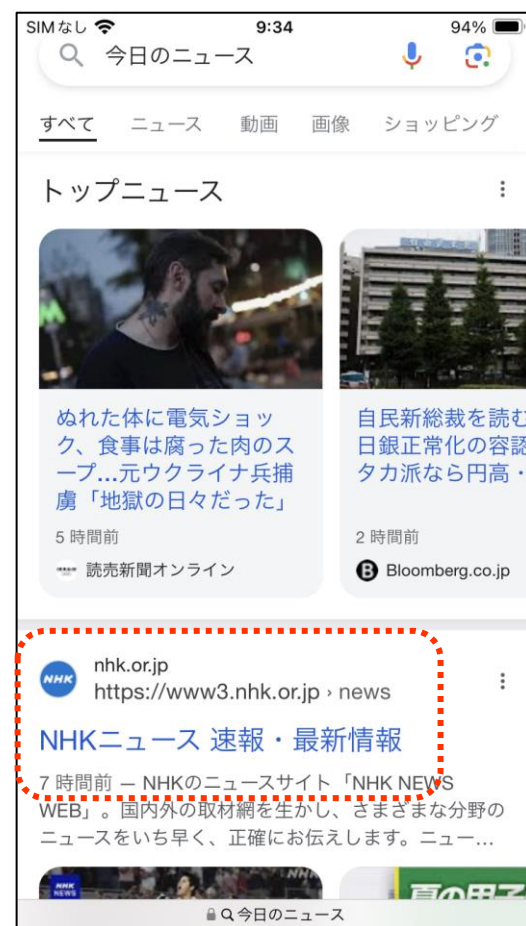 SIMなし 9:34 94%
今日のニュース
すべて ニュース 動画 画像 ショッピング
トップニュース
ぬれた体に電気ショッ
ク、食事は腐った肉のス
ープ…元ウクライナ兵捕
虜「地獄の日々だった」
5 時間前
読売新聞オンライン
自民新総裁を読む
日銀正常化の容認
タカ派なら円高・
2 時間前
B Bloomberg.co.jp
NHK nhk.or.jp
https://www3.nhk.or.jp › news
NHKニュース 速報・最新情報
7 時間前 — NHKのニュースサイト「NHK NEWS
WEB」。国内外の取材網を生かし、さまざまな分野の
ニュースをいち早く、正確にお伝えします。ニュー…
NHK
NEWS
NHK
夏の甲子
今日のニュース